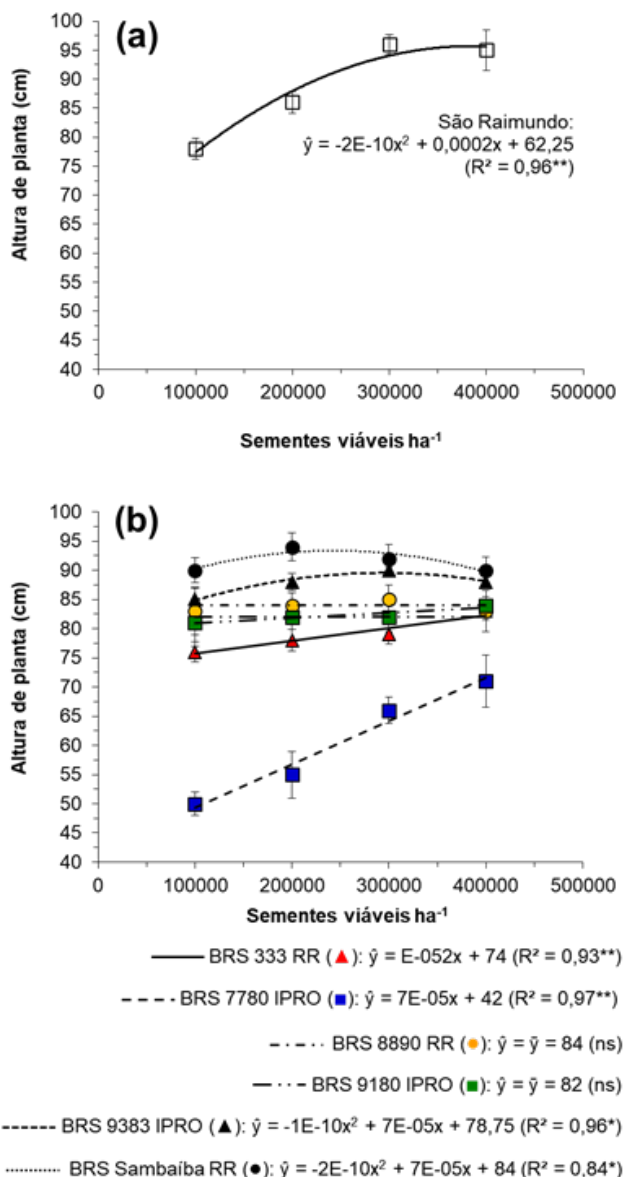 (a)
Altura de planta (cm)
100
95
90
85
80
75
70
65
60
55
50
45
40
São Raimundo:
ŷ = -2E-10x² + 0,0002x + 62,25
(R² = 0,96**)
0 100000 200000 300000 400000 500000
Sementes viáveis ha⁻¹
(b)
Altura de planta (cm)
100
95
90
85
80
75
70
65
60
55
50
45
40
0 100000 200000 300000 400000 500000
Sementes viáveis ha⁻¹
BRS 333 RR (▲): ŷ = E-052x + 74 (R² = 0,93**)
BRS 7780 IPRO (■): ŷ = 7E-05x + 42 (R² = 0,97**)
BRS 8890 RR (●): ŷ = ȳ = 84 (ns)
BRS 9180 IPRO (■): ŷ = ȳ = 82 (ns)
BRS 9383 IPRO (▲): ŷ = -1E-10x² + 7E-05x + 78,75 (R² = 0,96*)
BRS Sambaíba RR (●): ŷ = -2E-10x² + 7E-05x + 84 (R² = 0,84*)